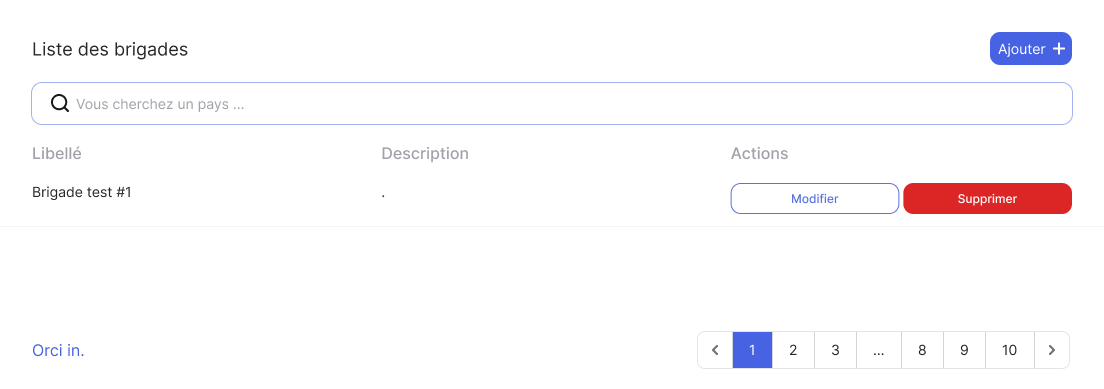 Liste des brigades
Ajouter
Vous cherchez un pays ...
Libellé Description Actions
Brigade test #1 . Modifier Supprimer
Orci in. 1 2 3 ... 8 9 10